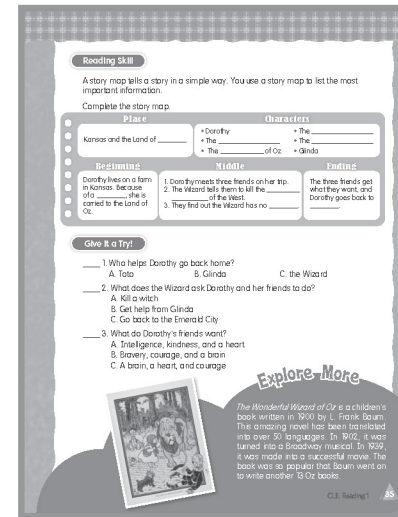 Reading Skill
A story map tells a story in a simple way. You use a story map to list the most
important information.
Complete the story map.
Place
Kansas and the Land of ________
Characters
• Dorothy
• The ________
• The ________ of Oz
• The ________
• The ________
• Glinda
Beginning
Dorothy lives on a farm
in Kansas. Because
of a ________, she is
carried to the Land of
Oz.
Middle
1. Dorothy meets three friends on her trip.
2. The Wizard tells them to kill the ________
________ of the West.
3. They find out the Wizard has no ________.
Ending
The three friends get
what they want, and
Dorothy goes back to
________.
Give It a Try!
____ 1. Who helps Dorothy go back home?
A. Toto B. Glinda C. the Wizard
____ 2. What does the Wizard ask Dorothy and her friends to do?
A. Kill a witch
B. Get help from Glinda
C. Go back to the Emerald City
____ 3. What do Dorothy's friends want?
A. Intelligence, kindness, and a heart
B. Bravery, courage, and a brain
C. A brain, a heart, and courage
Explore More
The Wonderful Wizard of Oz is a children's
book written in 1900 by L. Frank Baum.
This amazing novel has been translated
into over 50 languages. In 1902, it was
turned into a Broadway musical. In 1939,
it was made into a successful movie. The
book was so popular that Baum went on
to write another 13 Oz books.
Reading 1 85